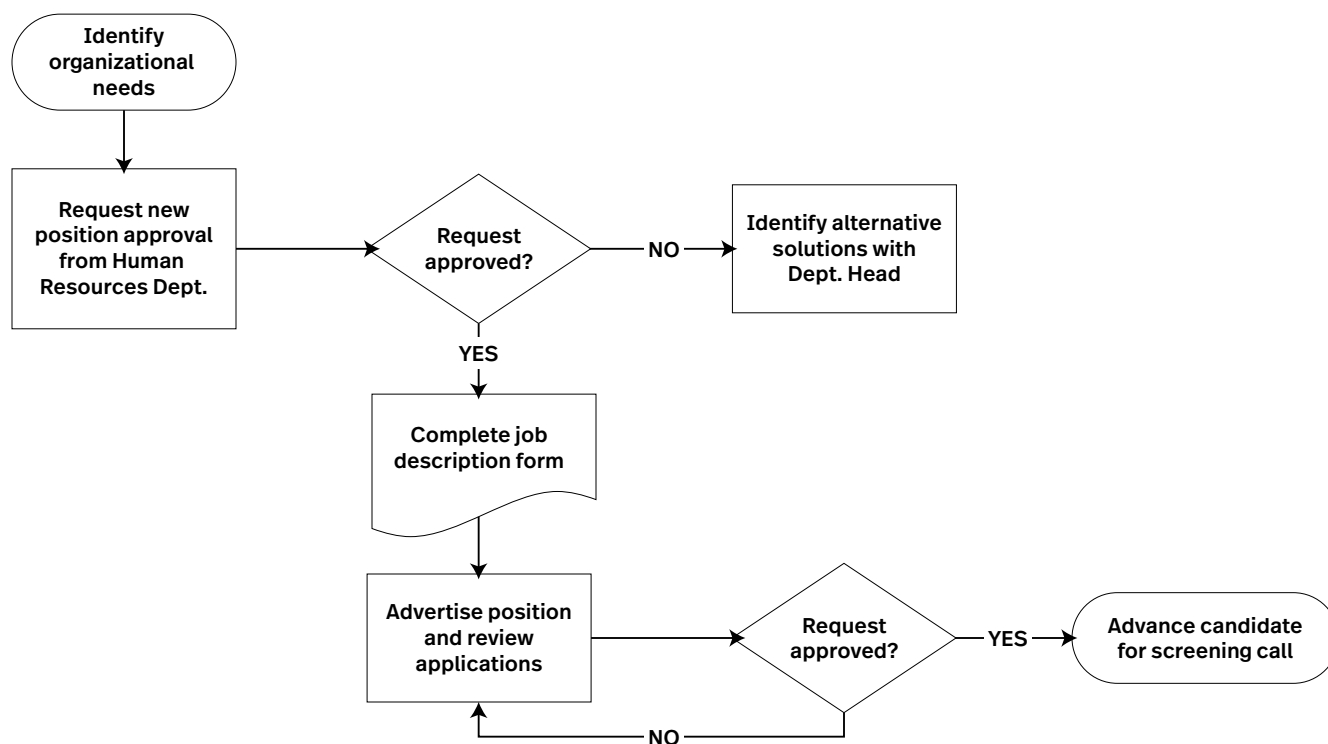 Identify
organizational
needs
Request new
position approval
from Human
Resources Dept.
Request
approved?
NO
Identify alternative
solutions with
Dept. Head
YES
Complete job
description form
Advertise position
and review
applications
Request
approved?
YES
Advance candidate
for screening call
NO